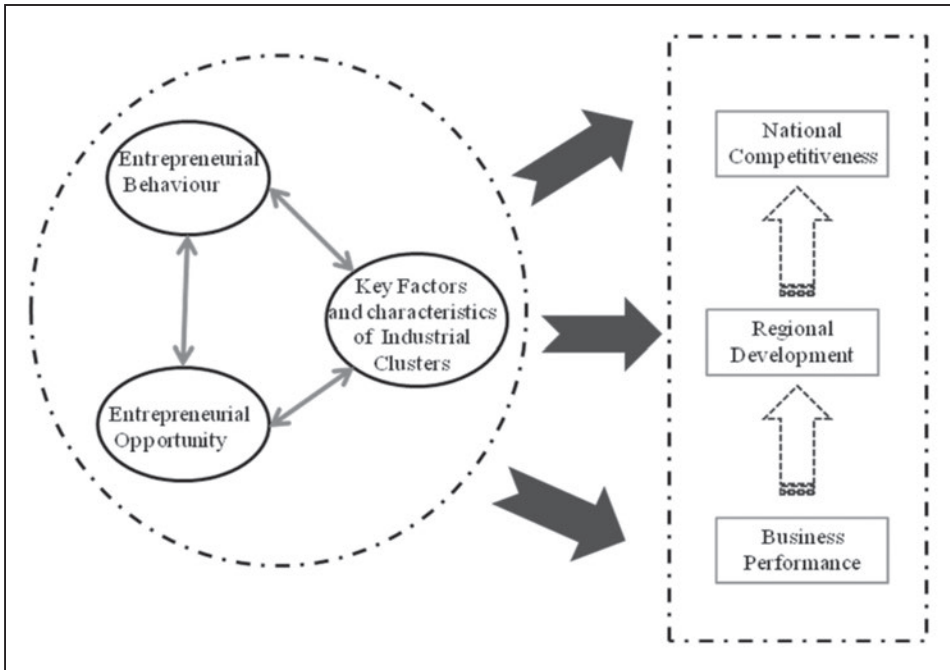 Entrepreneurial
Behaviour
Key Factors
and characteristics
of Industrial
Clusters
Entrepreneurial
Opportunity
National
Competitiveness
Regional
Development
Business
Performance